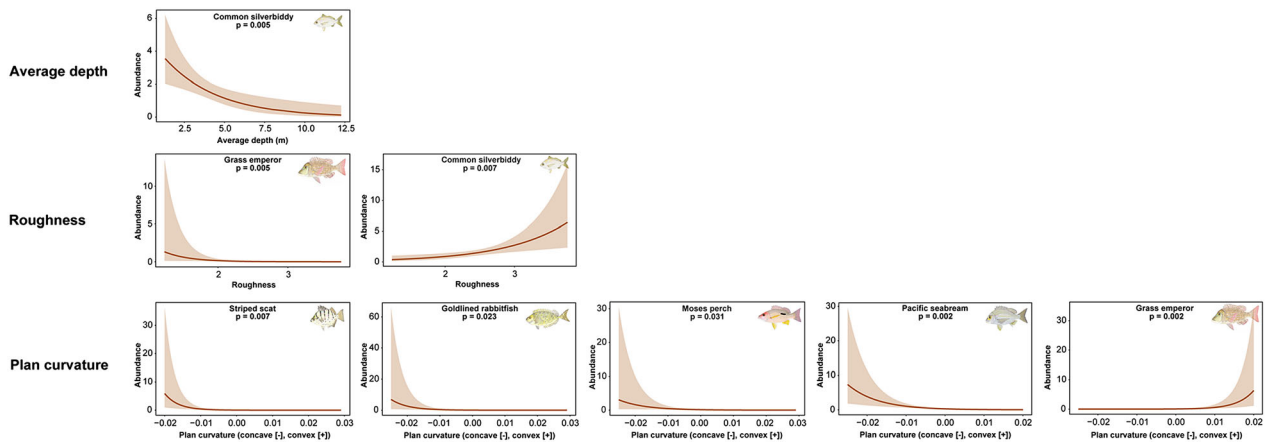 Average depth
Common silverbiddy
p = 0.005
Abundance
6
4
2
0
2.5 5.0 7.5 10.0 12.5
Average depth (m)
Roughness
Grass emperor
p = 0.005
Abundance
10
5
0
2 3
Roughness
Common silverbiddy
p = 0.007
Abundance
15
10
5
0
2 3
Roughness
Plan curvature
Striped scat
p = 0.007
Abundance
30
20
10
0
−0.02 −0.01 0.00 0.01 0.02 0.03
Plan curvature (concave [-], convex [+])
Goldlined rabbitfish
p = 0.023
Abundance
60
40
20
0
−0.02 −0.01 0.00 0.01 0.02 0.03
Plan curvature (concave [-], convex [+])
Moses perch
p = 0.031
Abundance
30
20
10
0
−0.02 −0.01 0.00 0.01 0.02 0.03
Plan curvature (concave [-], convex [+])
Pacific seabream
p = 0.002
Abundance
30
20
10
0
−0.02 −0.01 0.00 0.01 0.02
Plan curvature (concave [-], convex [+])
Grass emperor
p = 0.002
Abundance
30
20
10
0
−0.02 −0.01 0.00 0.01 0.02
Plan curvature (concave [-], convex [+])